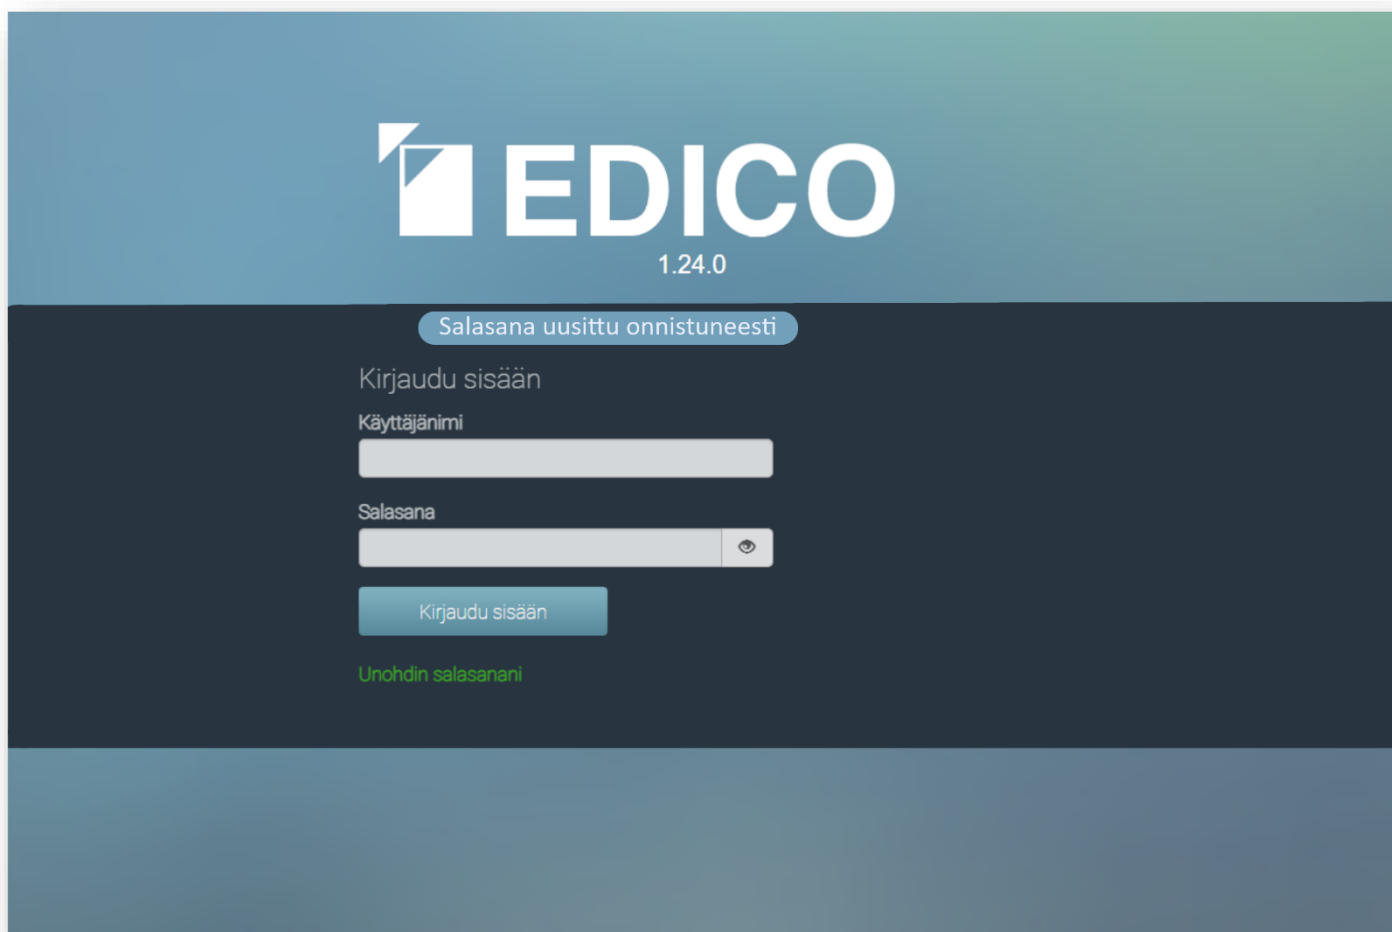 EDICO
1.24.0
Salasana uusittu onnistuneesti
Kirjaudu sisään
Käyttäjänimi
Salasana
Kirjaudu sisään
Unohdin salasanani